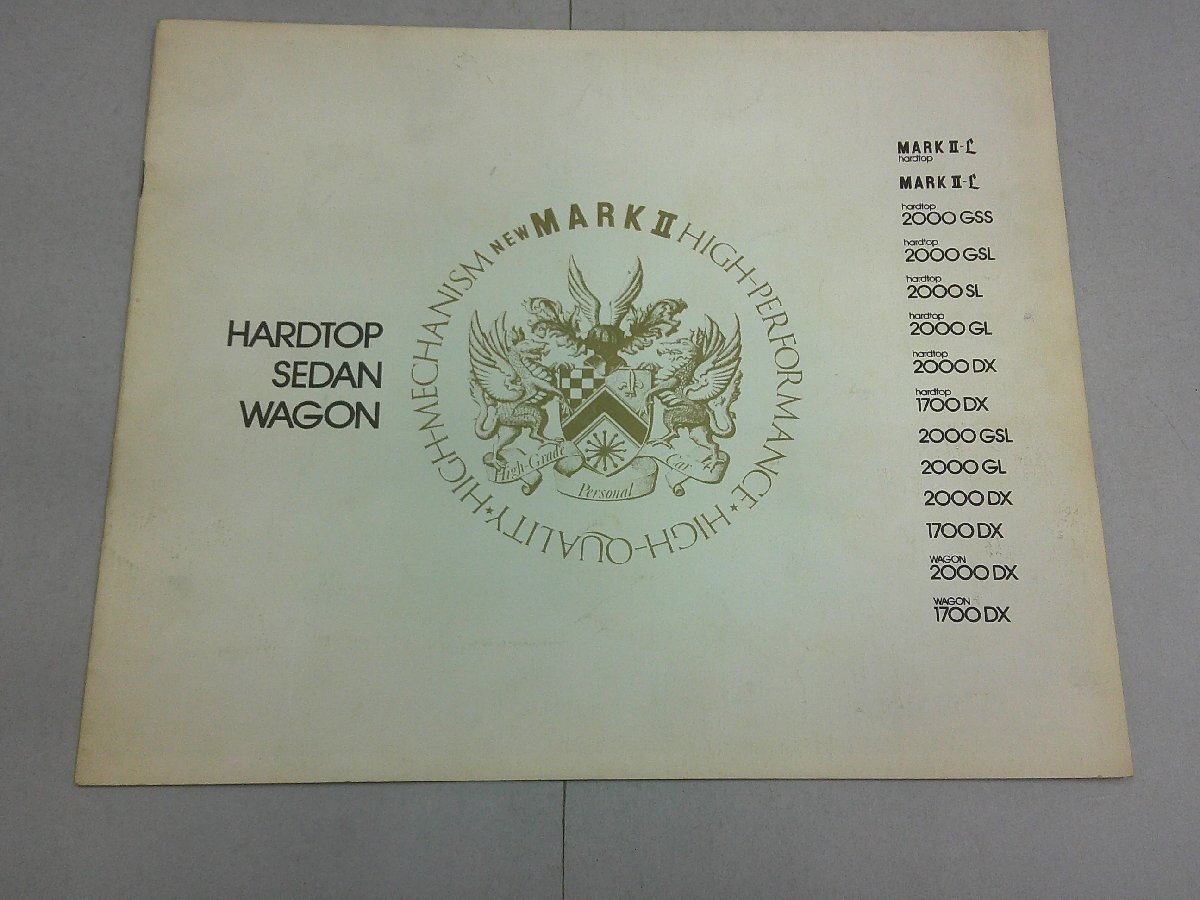 HARDTOP
SEDAN
WAGON
NEW MARK II HIGH-PERFORMANCE★HIGH-QUALITY★HIGH-MECHANISM
High-Grade
Personal
Car
MARK II-L
hardtop
MARK II-L
hardtop
2000 GSS
hardtop
2000 GSL
hardtop
2000 SL
hardtop
2000 GL
hardtop
2000 DX
hardtop
1700 DX
2000 GSL
2000 GL
2000 DX
1700 DX
WAGON
2000 DX
WAGON
1700 DX